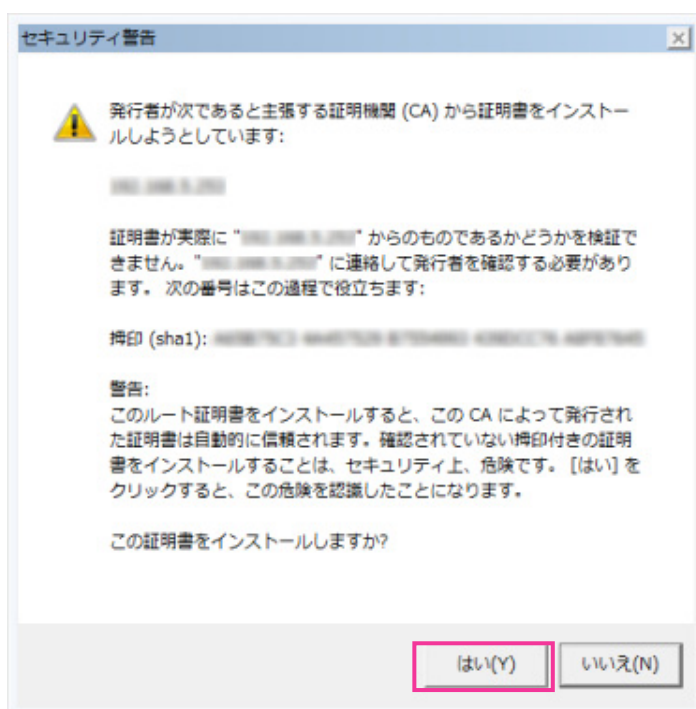 セキュリティ警告
発行者が次であると主張する証明機関 (CA) から証明書をインストー
ルしようとしています:
証明書が実際に "" からのものであるかどうかを検証で
きません。"" に連絡して発行者を確認する必要があり
ます。 次の番号はこの過程で役立ちます:
拇印 (sha1):
警告:
このルート証明書をインストールすると、この CA によって発行され
た証明書は自動的に信頼されます。確認されていない拇印付きの証明
書をインストールすることは、セキュリティ上、危険です。 [はい] を
クリックすると、この危険を認識したことになります。
この証明書をインストールしますか?
はい(Y)
いいえ(N)